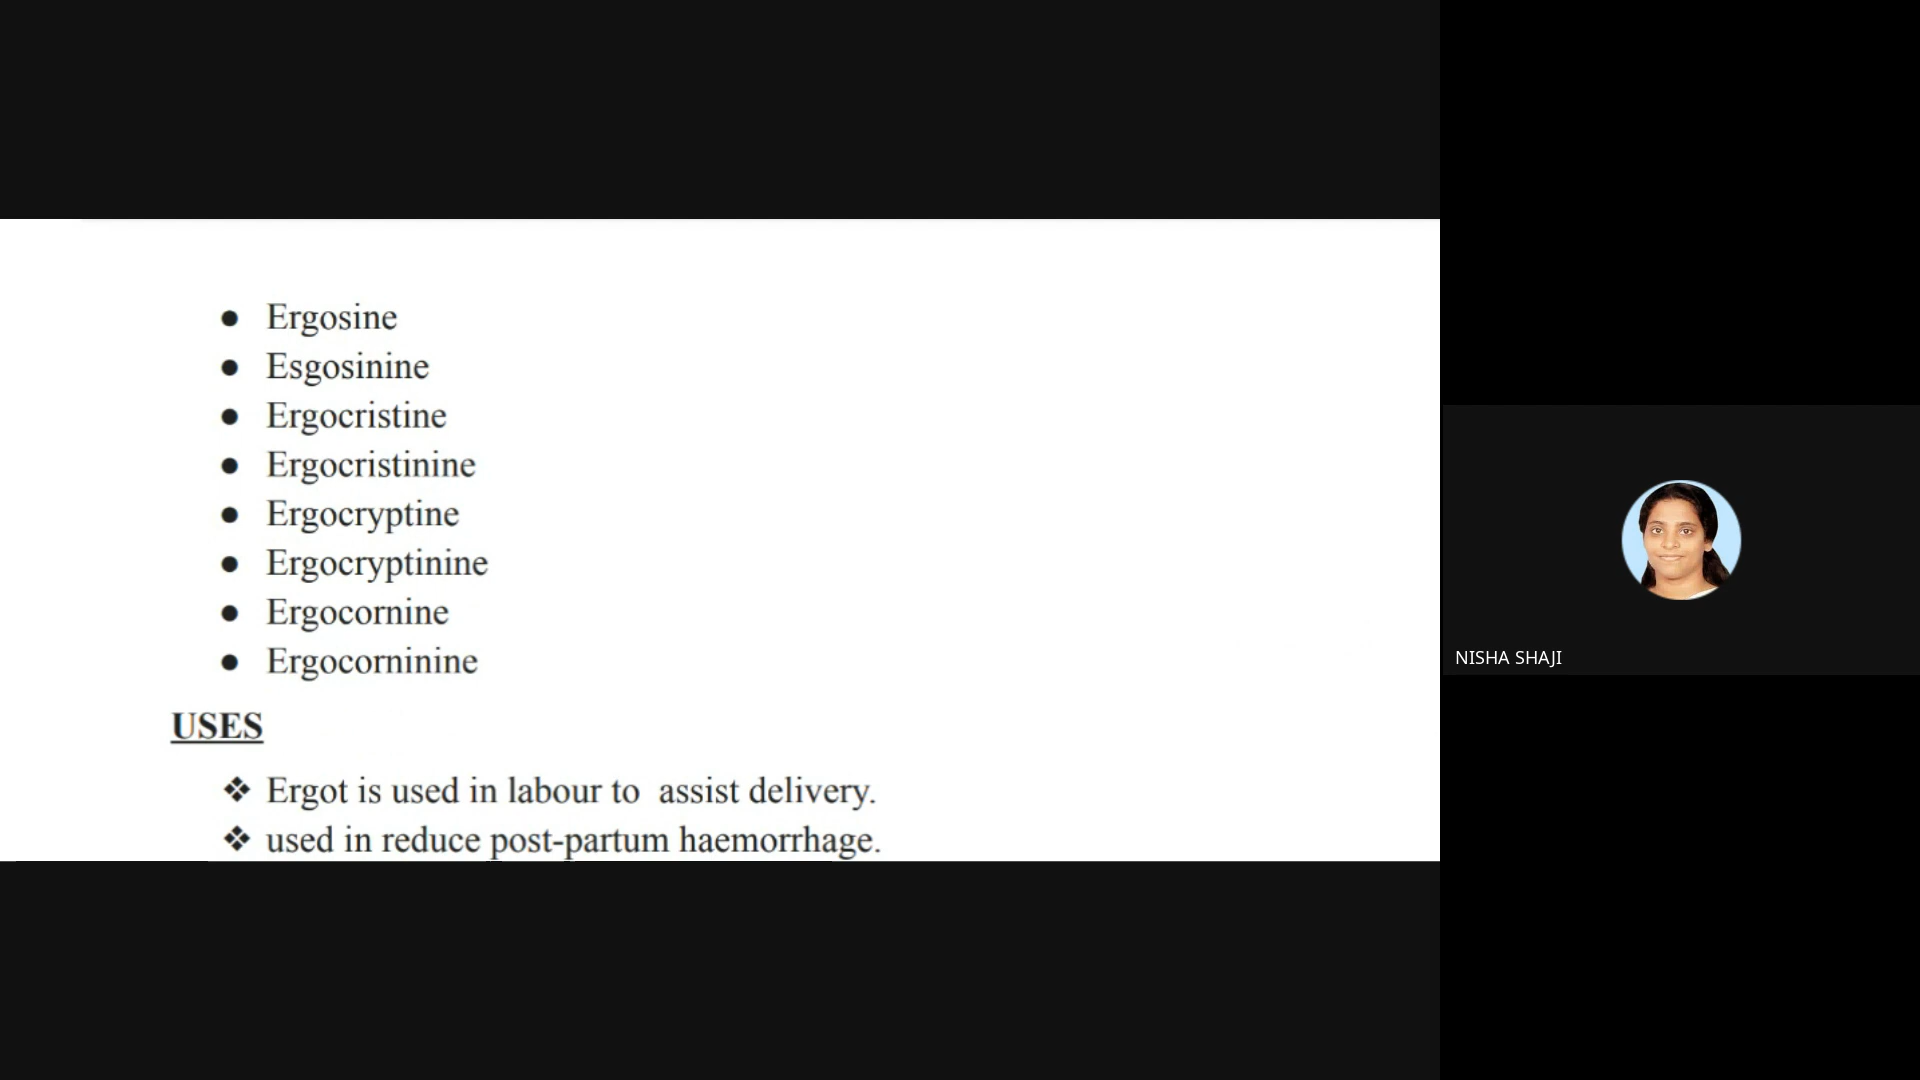 ● Ergosine
● Esgosinine
● Ergocristine
● Ergocristinine
● Ergocryptine
● Ergocryptinine
● Ergocornine
● Ergocorninine
USES
❖ Ergot is used in labour to  assist delivery.
❖ used in reduce post-partum haemorrhage.
NISHA SHAJI